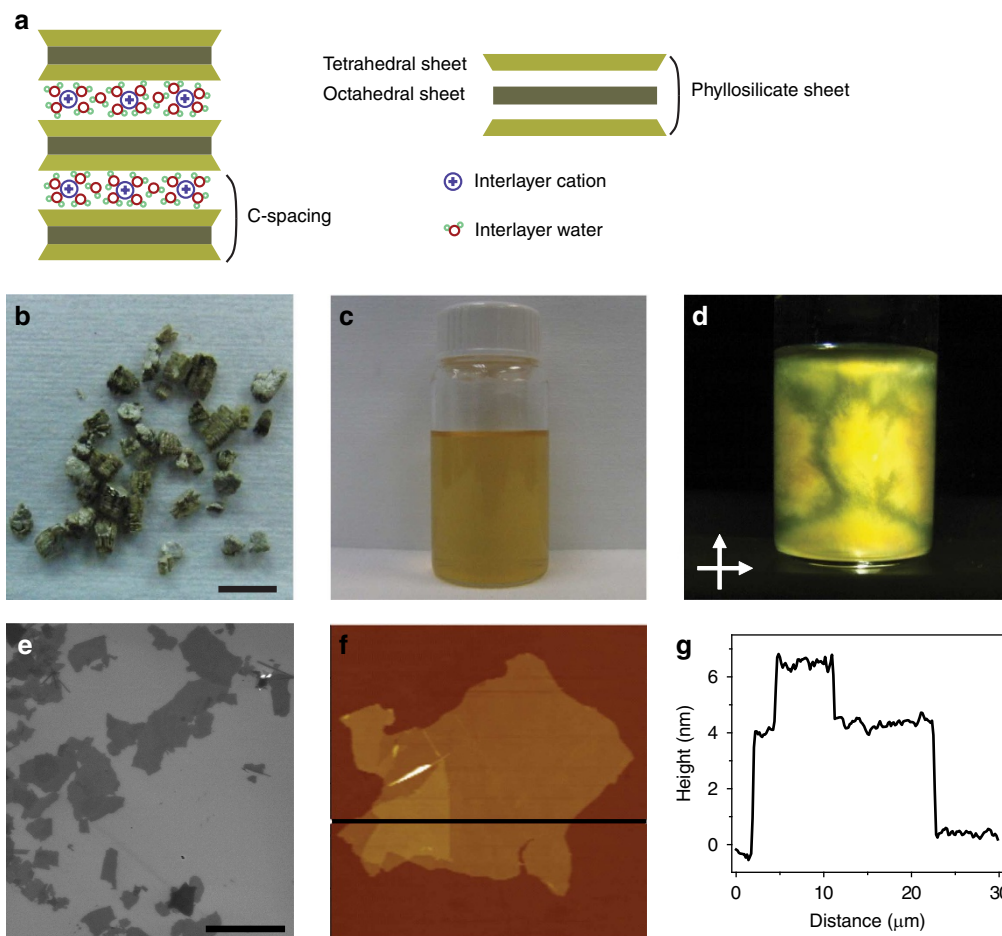 a
Tetrahedral sheet
Octahedral sheet
Phyllosilicate sheet
Interlayer cation
Interlayer water
C-spacing
b
c
d
e
f
g
6
4
2
0
Height (nm)
0 10 20 30
Distance (μm)